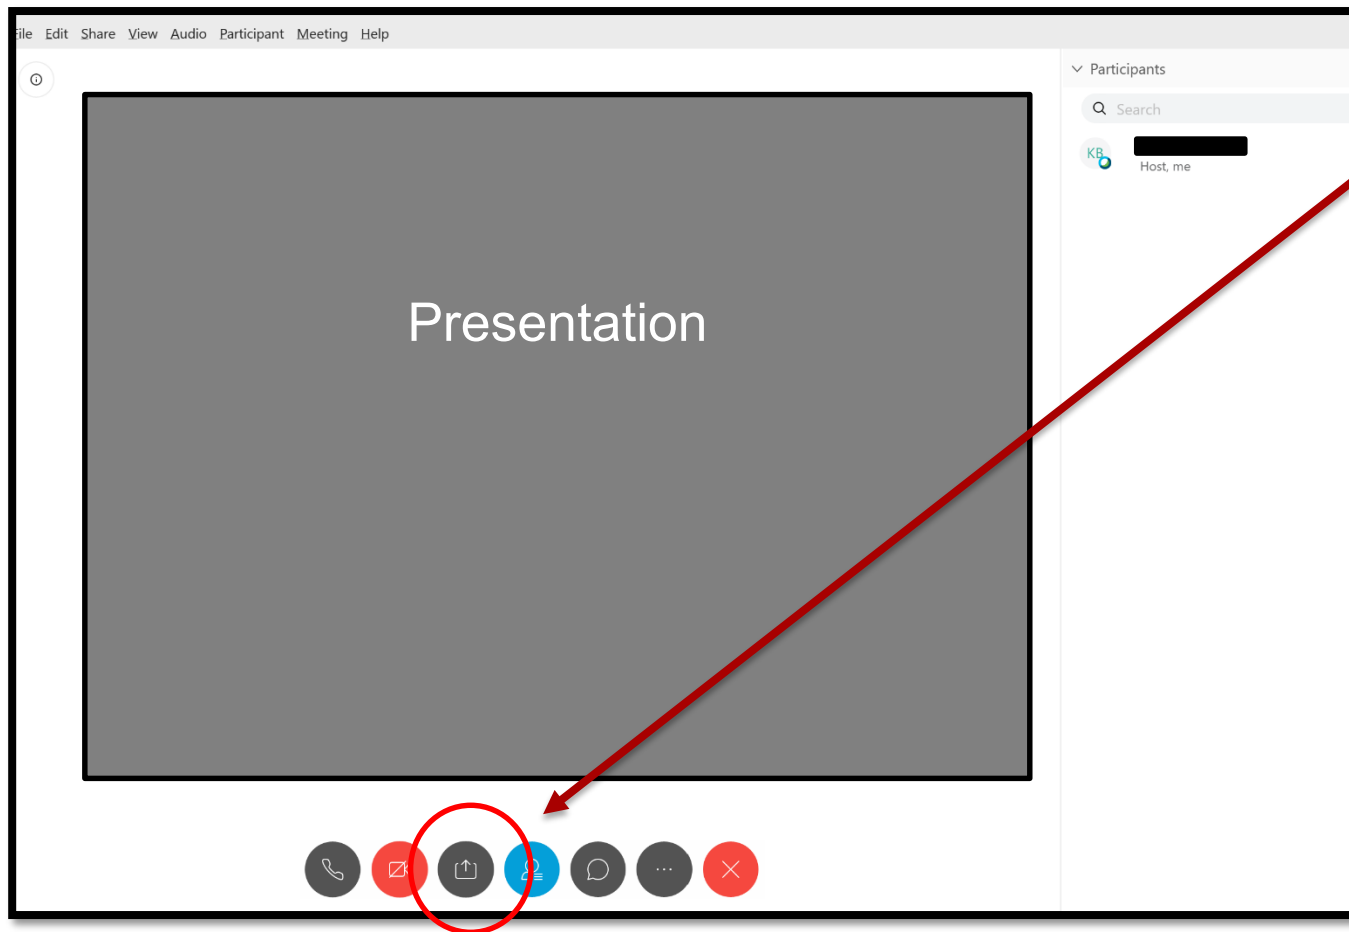 ile Edit Share View Audio Participant Meeting Help
Participants
Search
KB
Host, me
Presentation